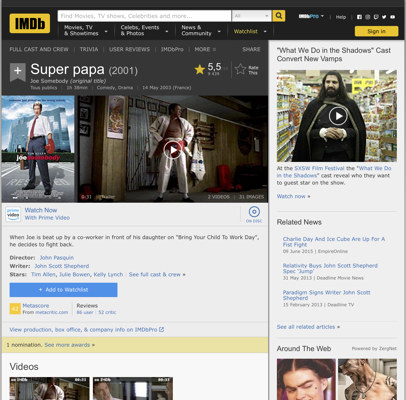 IMDb
Find Movies, TV shows, Celebrities and more...
All
IMDbPro
Help
Movies, TV
& Showtimes
Celebs, Events
& Photos
News &
Community
Watchlist
Sign in
FULL CAST AND CREW | TRIVIA | USER REVIEWS | IMDbPro | MORE
SHARE
Super papa (2001)
Joe Somebody (original title)
Tous publics | 1h 38min | Comedy, Drama | 14 May 2003 (France)
5,5
Rate
This
joe somebody
0:31
2 VIDEOS | 31 IMAGES
prime video
Watch Now
With Prime Video
ON DISC
When Joe is beat up by a co-worker in front of his daughter on "Bring Your Child To Work Day",
he decides to fight back.
Director: John Pasquin
Writer: John Scott Shepherd
Stars: Tim Allen, Julie Bowen, Kelly Lynch | See full cast & crew »
+ Add to Watchlist
Metascore
From metacritic.com
Reviews
86 user | 52 critic
View production, box office, & company info on IMDbPro
1 nomination. See more awards »
Videos
"What We Do in the Shadows" Cast
Convert New Vamps
At the SXSW Film Festival the "What We Do
in the Shadows" cast reveal who they want
to guest star on the show.
Watch now »
Related News
Charlie Day And Ice Cube Are Up For A
Fist Fight
09 June 2015 | EmpireOnline
Relativity Buys John Scott Shepherd
Spec 'Jump'
31 May 2013 | Deadline Movie News
Paradigm Signs Writer John Scott
Shepherd
15 February 2013 | Deadline TV
See all related articles »
Around The Web
Powered by ZergNet